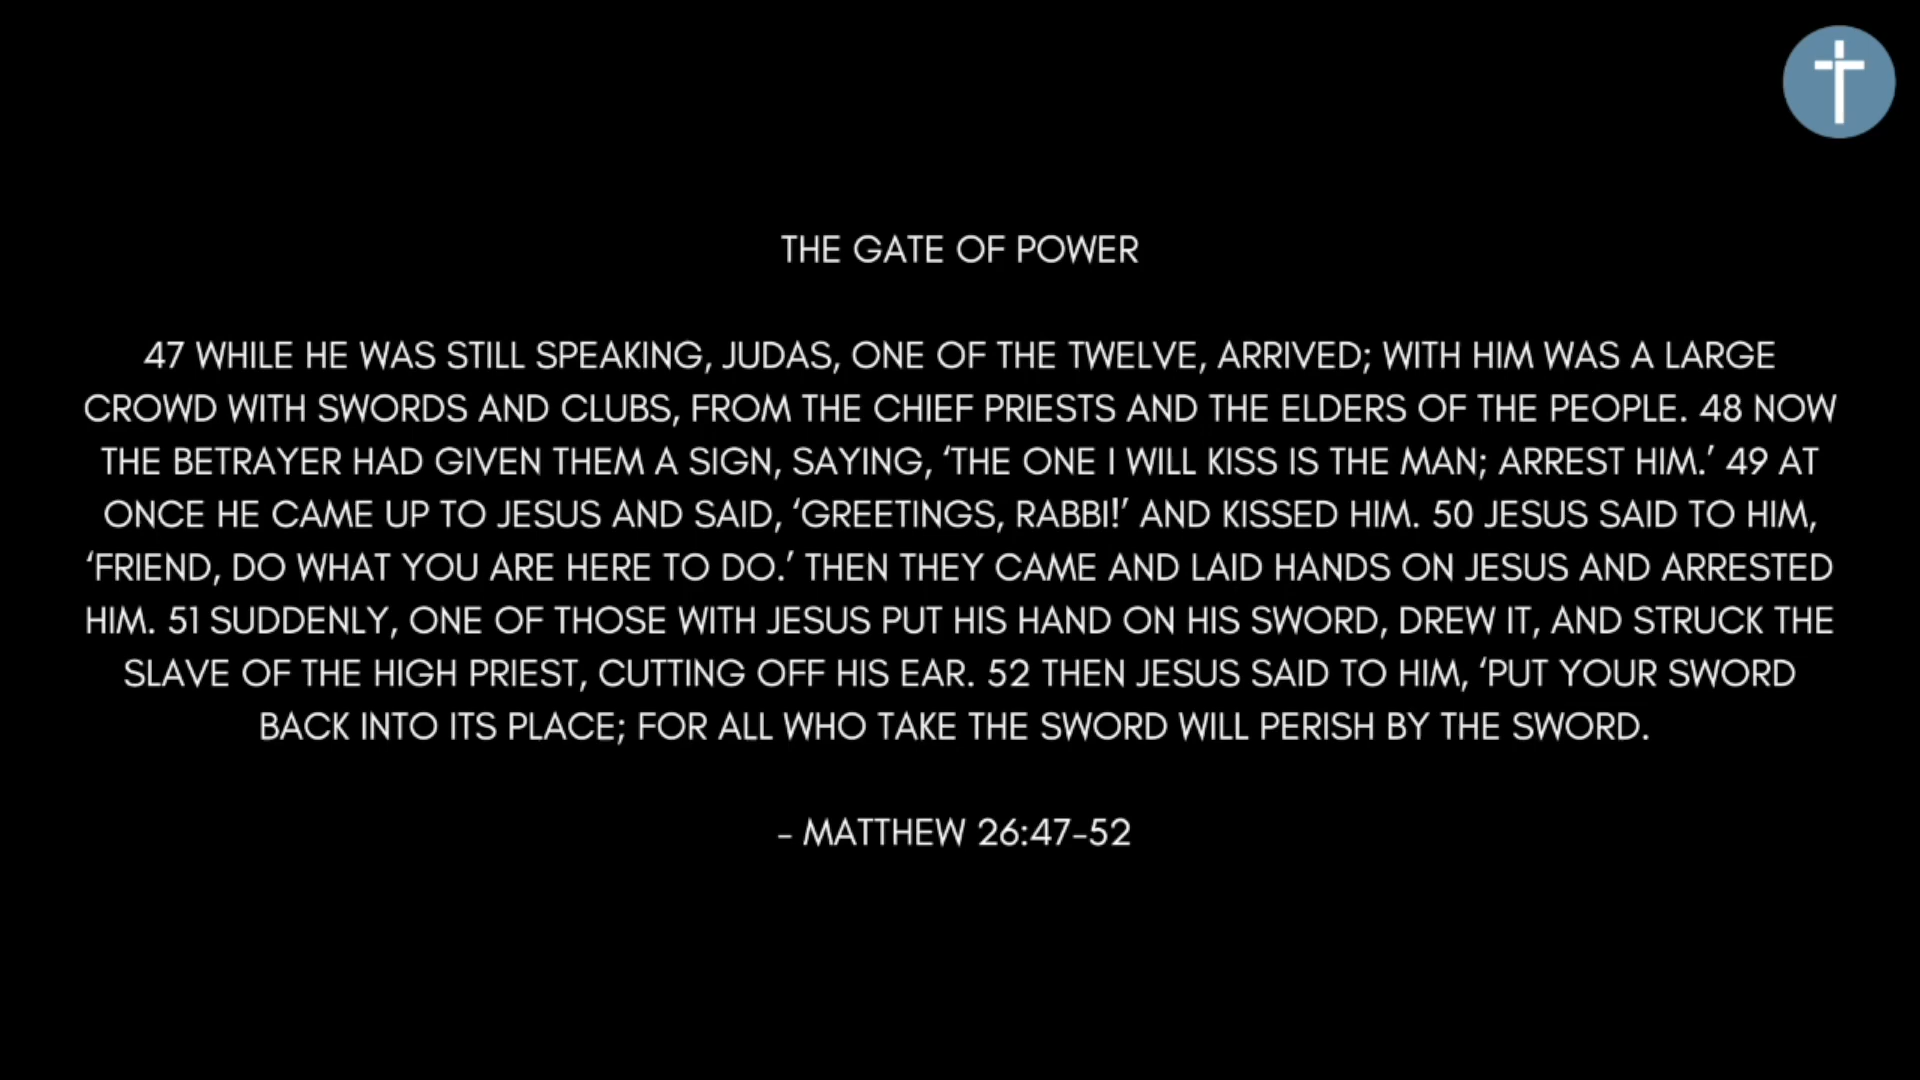 THE GATE OF POWER
47 WHILE HE WAS STILL SPEAKING, JUDAS, ONE OF THE TWELVE, ARRIVED; WITH HIM WAS A LARGE
CROWD WITH SWORDS AND CLUBS, FROM THE CHIEF PRIESTS AND THE ELDERS OF THE PEOPLE. 48 NOW
THE BETRAYER HAD GIVEN THEM A SIGN, SAYING, ‘THE ONE I WILL KISS IS THE MAN; ARREST HIM.’ 49 AT
ONCE HE CAME UP TO JESUS AND SAID, ‘GREETINGS, RABBI!’ AND KISSED HIM. 50 JESUS SAID TO HIM,
‘FRIEND, DO WHAT YOU ARE HERE TO DO.’ THEN THEY CAME AND LAID HANDS ON JESUS AND ARRESTED
HIM. 51 SUDDENLY, ONE OF THOSE WITH JESUS PUT HIS HAND ON HIS SWORD, DREW IT, AND STRUCK THE
SLAVE OF THE HIGH PRIEST, CUTTING OFF HIS EAR. 52 THEN JESUS SAID TO HIM, ‘PUT YOUR SWORD
BACK INTO ITS PLACE; FOR ALL WHO TAKE THE SWORD WILL PERISH BY THE SWORD.
- MATTHEW 26:47-52